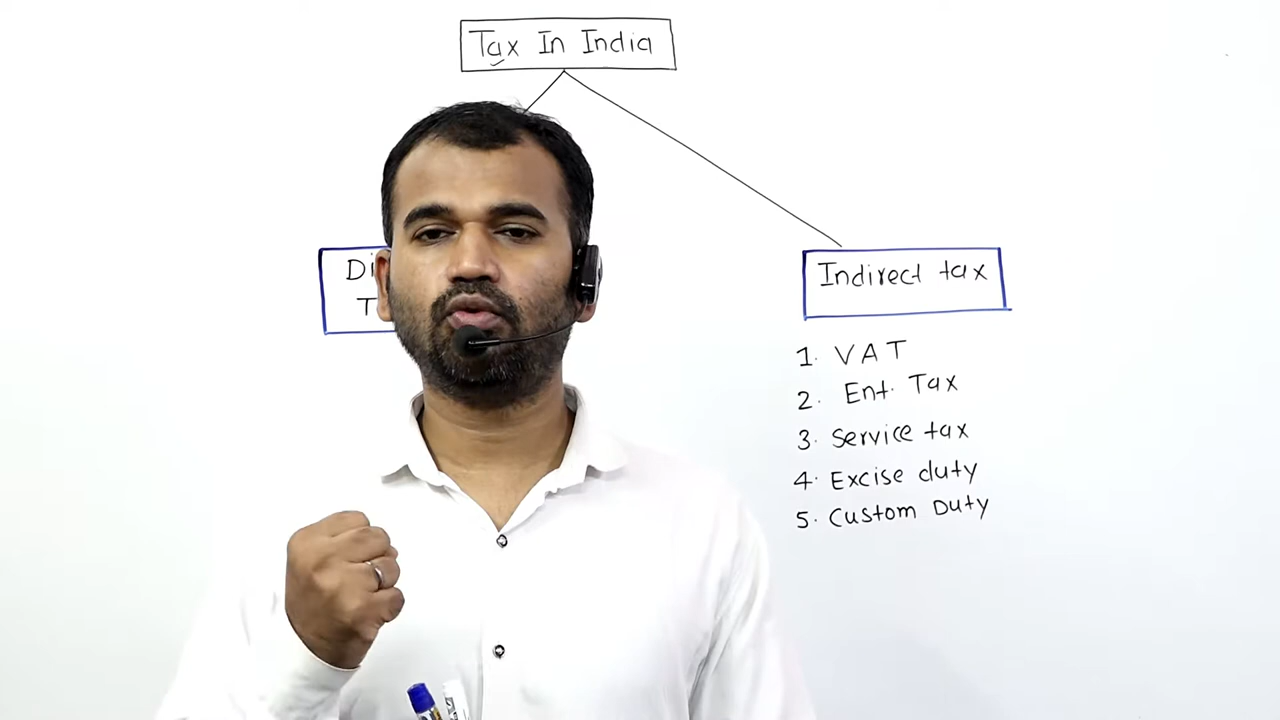 Tax In India
Indirect tax
1. VAT
2. Ent. Tax
3. Service tax
4. Excise duty
5. Custom Duty